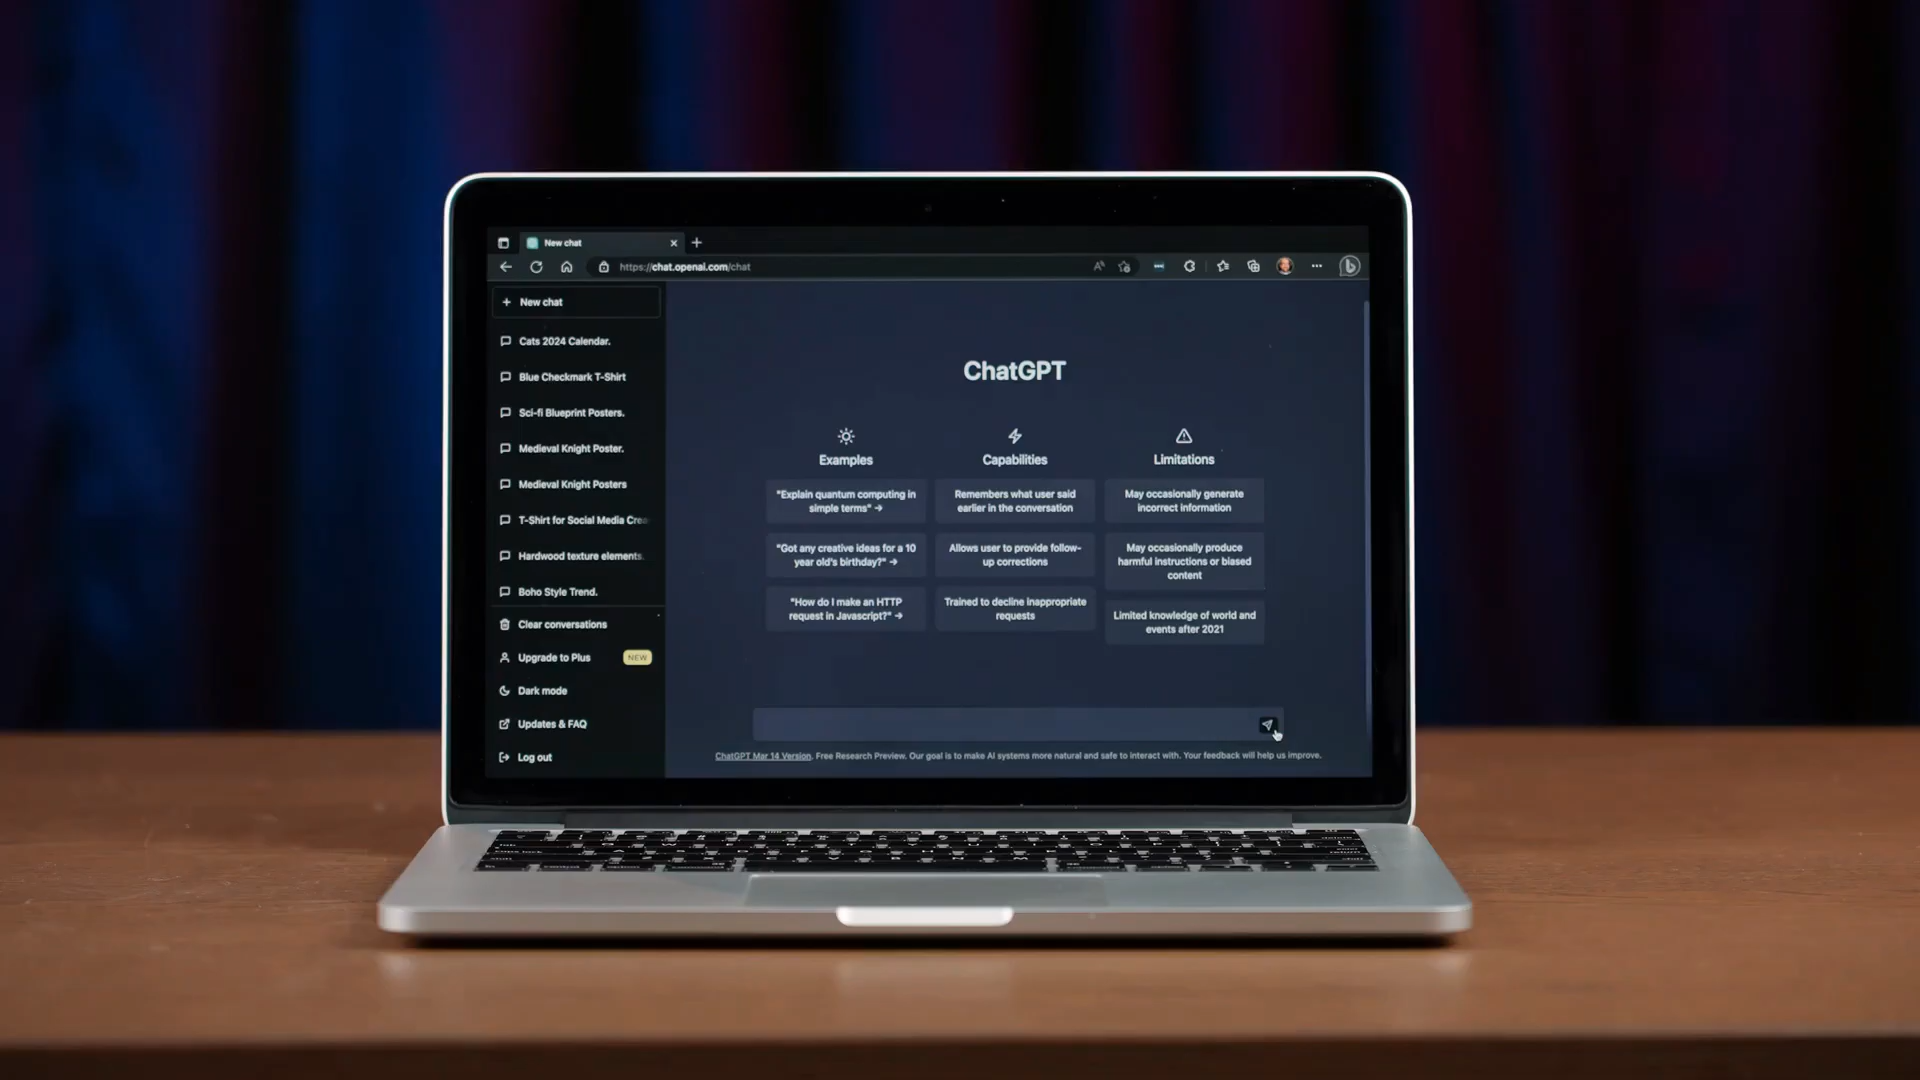 New chat
https://chat.openai.com/chat
New chat
Cats 2024 Calendar.
Blue Checkmark T-Shirt
Sci-fi Blueprint Posters.
Medieval Knight Poster.
Medieval Knight Posters
T-Shirt for Social Media Crea
Hardwood texture elements.
Boho Style Trend.
Clear conversations
Upgrade to Plus
NEW
Dark mode
Updates & FAQ
Log out
ChatGPT
Examples
"Explain quantum computing in
simple terms" →
"Got any creative ideas for a 10
year old's birthday?" →
"How do I make an HTTP
request in Javascript?" →
Capabilities
Remembers what user said
earlier in the conversation
Allows user to provide follow-
up corrections
Trained to decline inappropriate
requests
Limitations
May occasionally generate
incorrect information
May occasionally produce
harmful instructions or biased
content
Limited knowledge of world and
events after 2021
ChatGPT Mar 14 Version. Free Research Preview. Our goal is to make AI systems more natural and safe to interact with. Your feedback will help us improve.